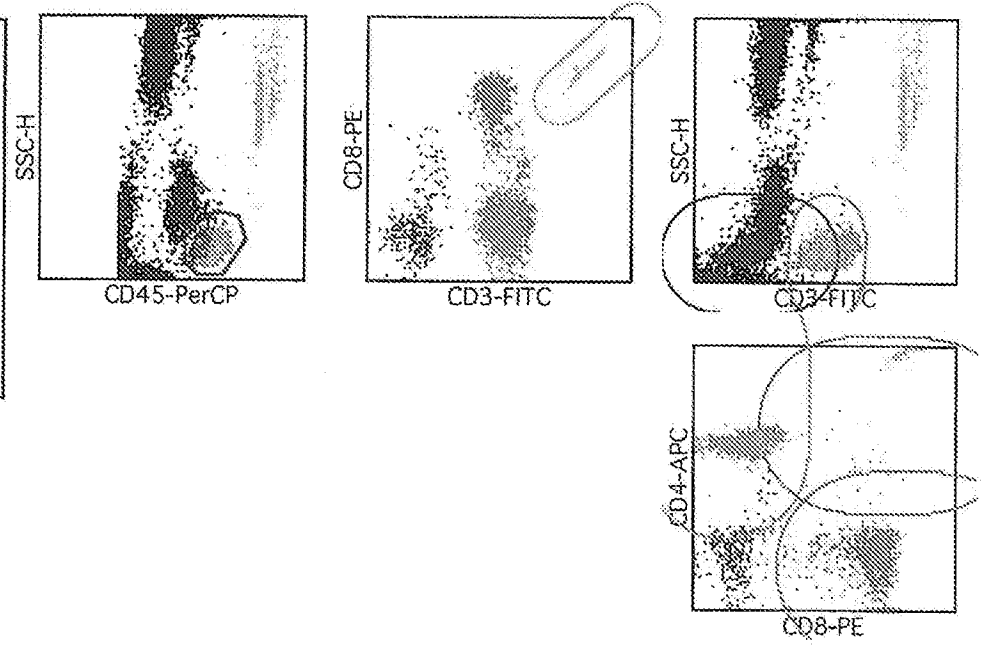 SSC-H
CD45-PerCP
CD8-PE
CD3-FITC
SSC-H
CD3-FITC
CD4-APC
CD8-PE